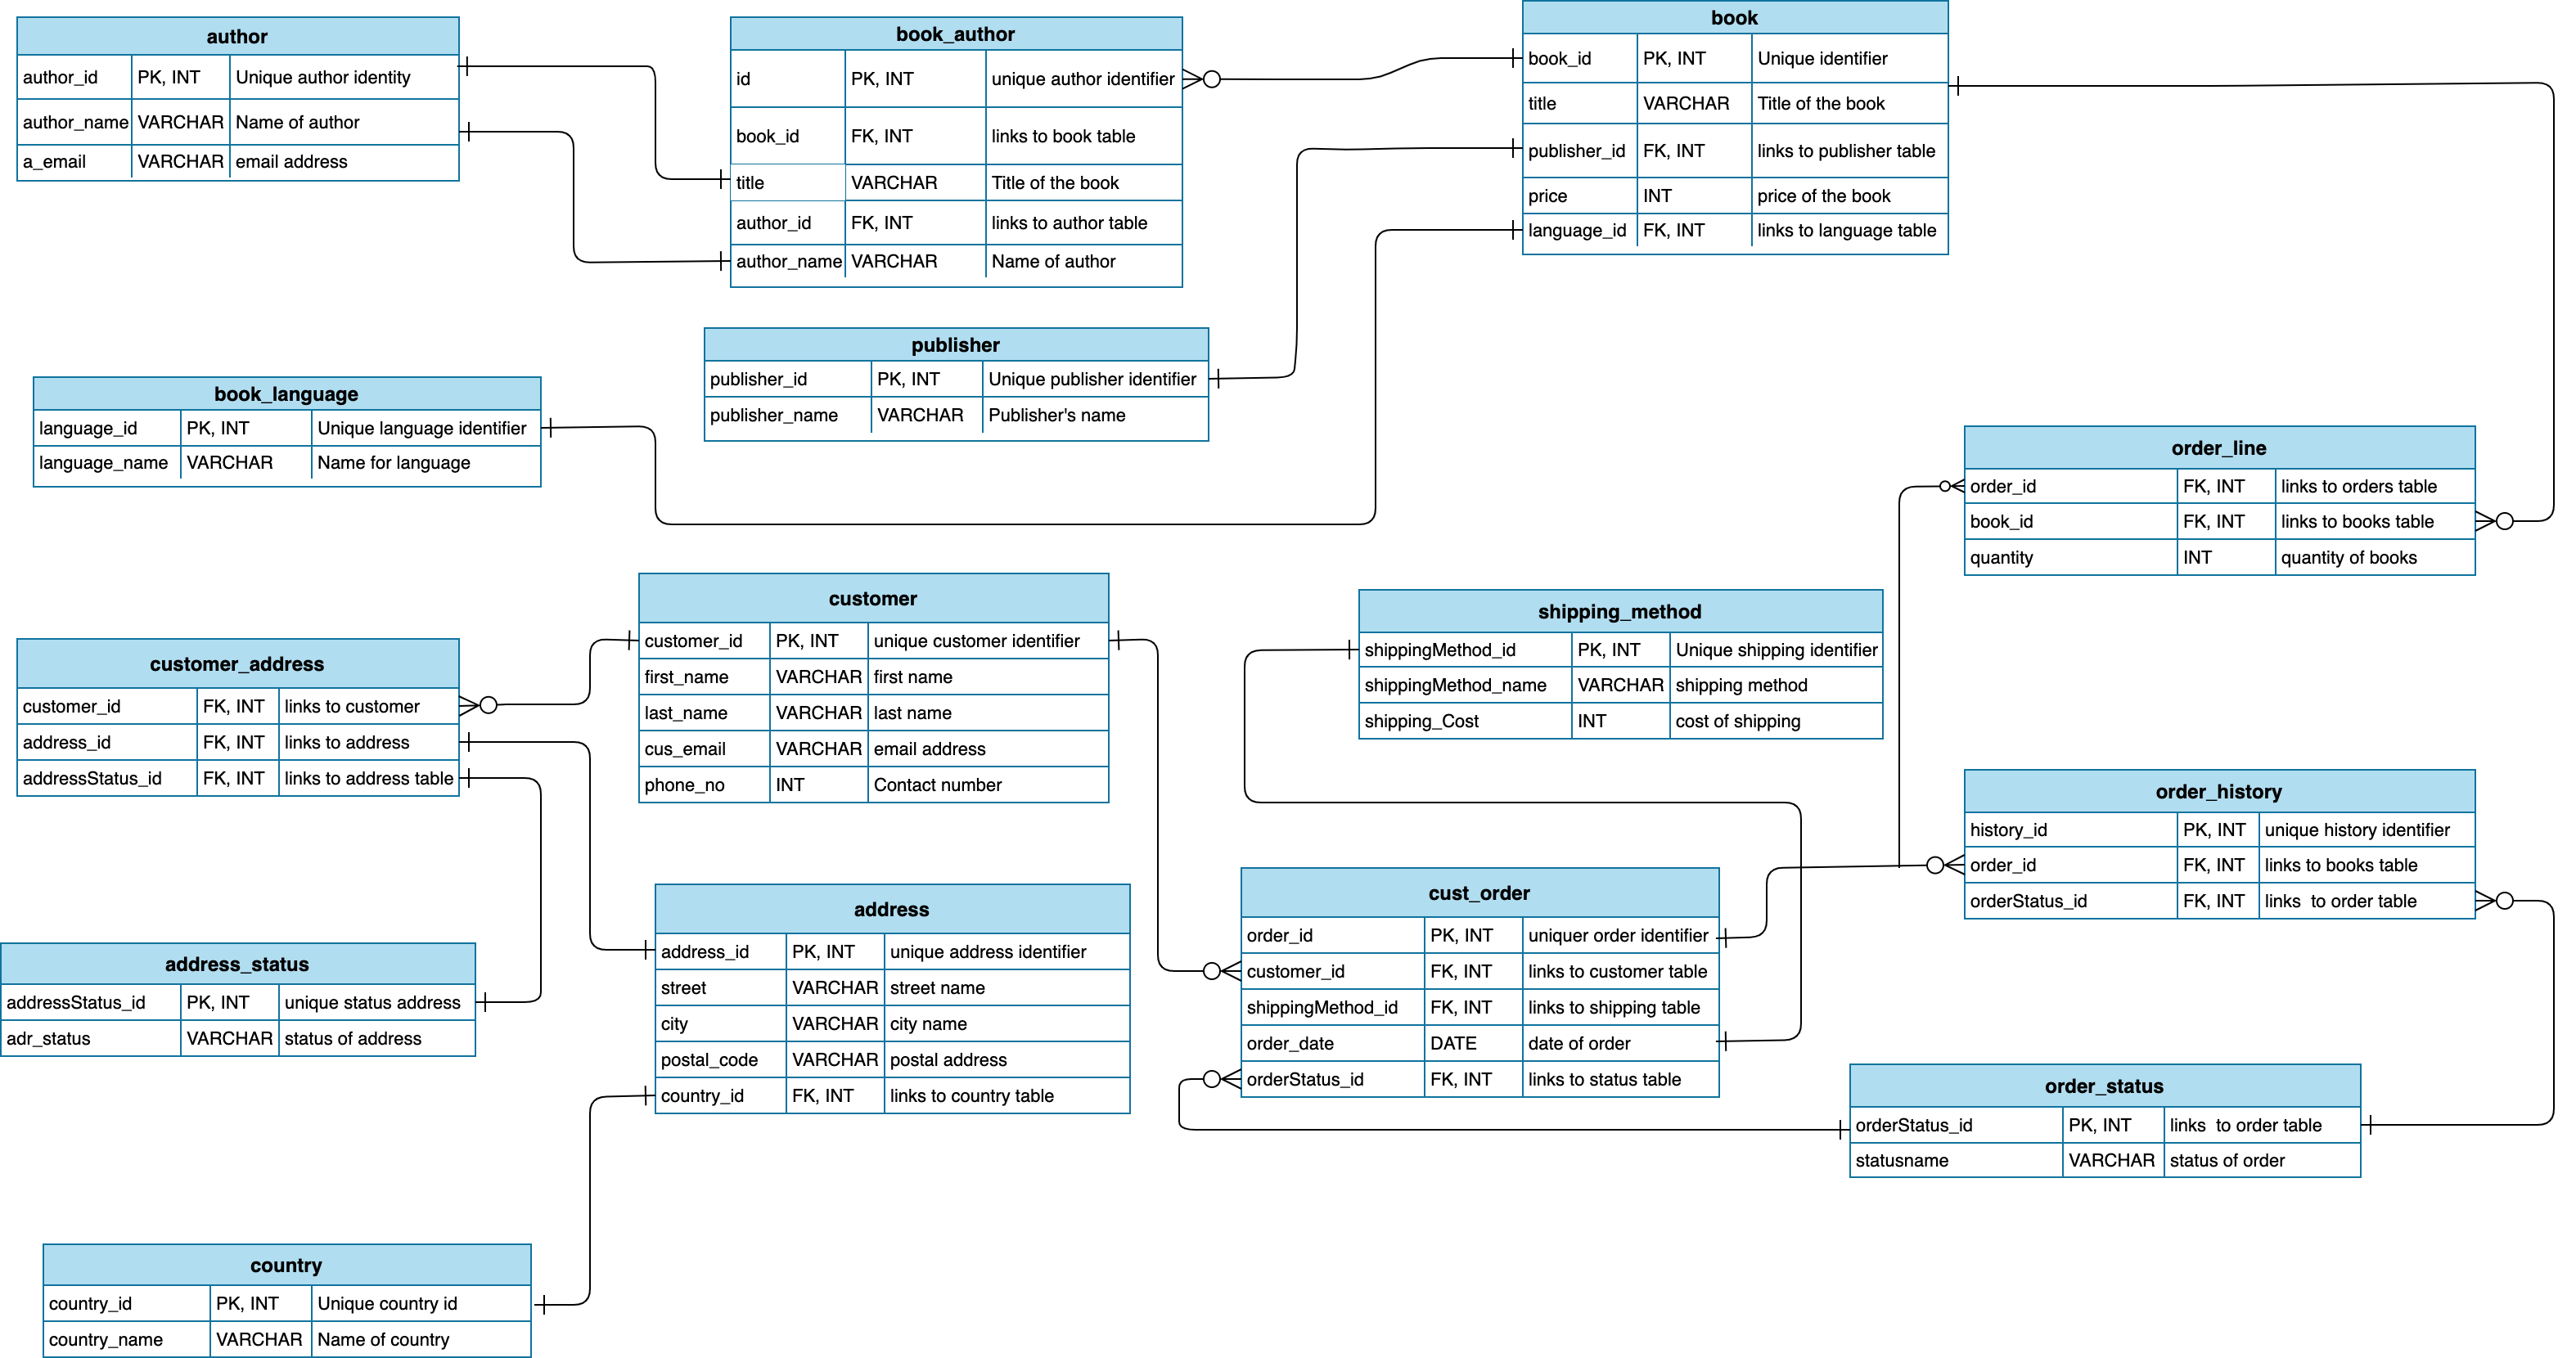 author
author_id PK, INT Unique author identity
author_name VARCHAR Name of author
a_email VARCHAR email address
book_author
id PK, INT unique author identifier
book_id FK, INT links to book table
title VARCHAR Title of the book
author_id FK, INT links to author table
author_name VARCHAR Name of author
book
book_id PK, INT Unique identifier
title VARCHAR Title of the book
publisher_id FK, INT links to publisher table
price INT price of the book
language_id FK, INT links to language table
publisher
publisher_id PK, INT Unique publisher identifier
publisher_name VARCHAR Publisher's name
book_language
language_id PK, INT Unique language identifier
language_name VARCHAR Name for language
order_line
order_id FK, INT links to orders table
book_id FK, INT links to books table
quantity INT quantity of books
customer
customer_id PK, INT unique customer identifier
first_name VARCHAR first name
last_name VARCHAR last name
cus_email VARCHAR email address
phone_no INT Contact number
shipping_method
shippingMethod_id PK, INT Unique shipping identifier
shippingMethod_name VARCHAR shipping method
shipping_Cost INT cost of shipping
customer_address
customer_id FK, INT links to customer
address_id FK, INT links to address
addressStatus_id FK, INT links to address table
order_history
history_id PK, INT unique history identifier
order_id FK, INT links to books table
orderStatus_id FK, INT links  to order table
address
address_id PK, INT unique address identifier
street VARCHAR street name
city VARCHAR city name
postal_code VARCHAR postal address
country_id FK, INT links to country table
cust_order
order_id PK, INT uniquer order identifier
customer_id FK, INT links to customer table
shippingMethod_id FK, INT links to shipping table
order_date DATE date of order
orderStatus_id FK, INT links to status table
address_status
addressStatus_id PK, INT unique status address
adr_status VARCHAR status of address
order_status
orderStatus_id PK, INT links  to order table
statusname VARCHAR status of order
country
country_id PK, INT Unique country id
country_name VARCHAR Name of country